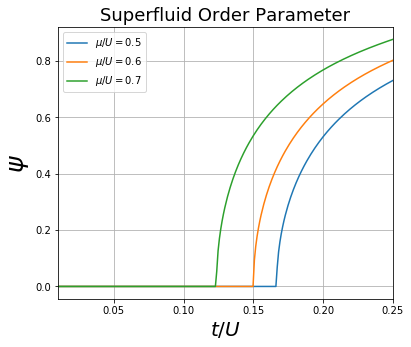 Superfluid Order Parameter
μ/U = 0.5
μ/U = 0.6
μ/U = 0.7
ψ
0.8
0.6
0.4
0.2
0.0
0.05 0.10 0.15 0.20 0.25
t/U